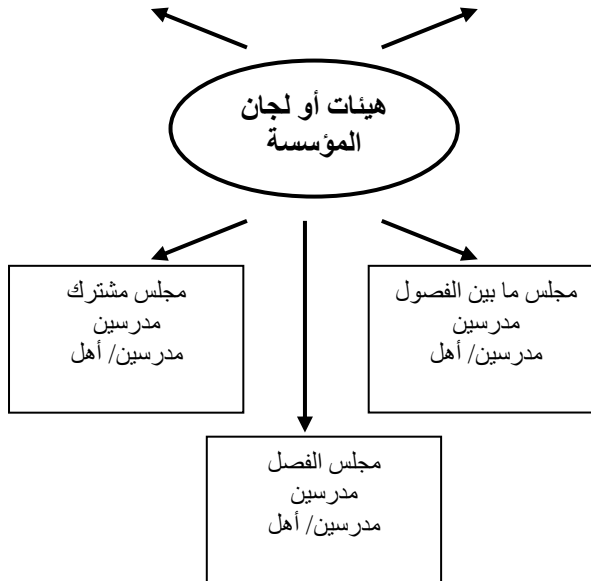 هيئات أو لجان
المؤسسة
مجلس ما بين الفصول
مدرسين
مدرسين/ أهل
مجلس مشترك
مدرسين
مدرسين/ أهل
مجلس الفصل
مدرسين
مدرسين/ أهل